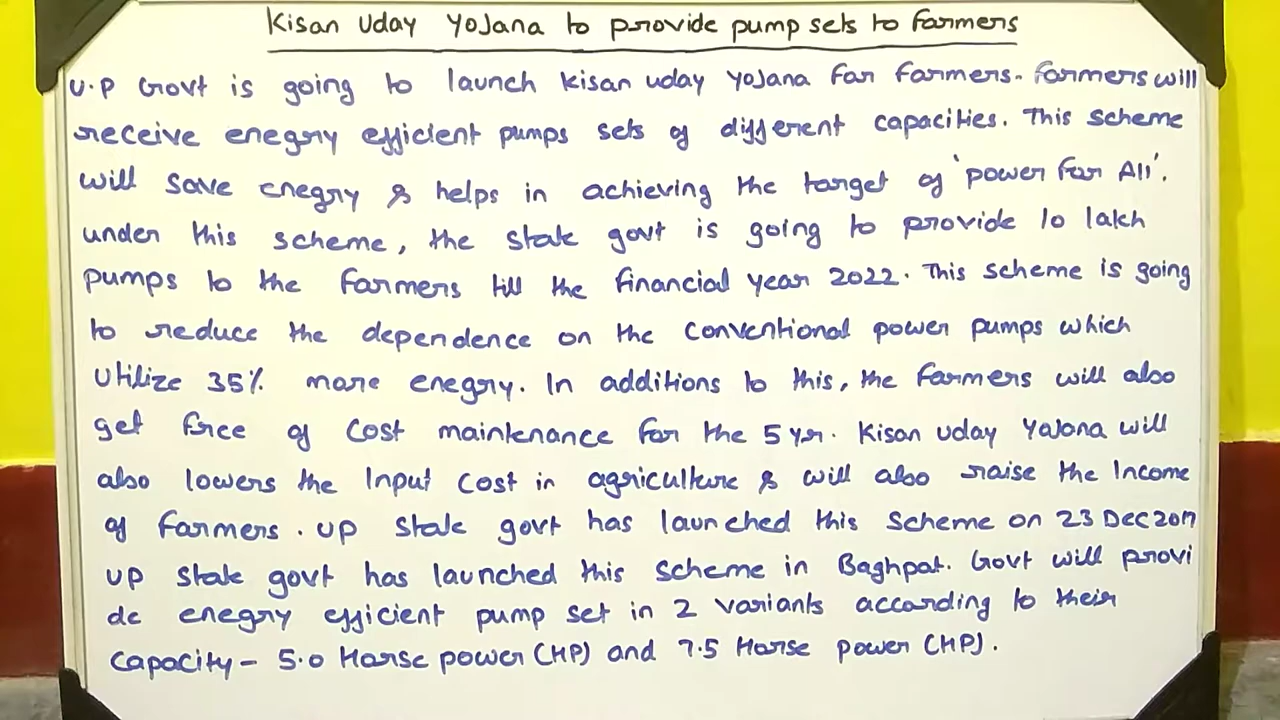 Kisan Uday Yojana to provide pump sets to farmers
U.P Govt is going to launch Kisan uday Yojana for farmers. farmers will
receive enegry efficient pumps sets of different capacities. This scheme
will save enegry & helps in achieving the target of 'power for All'.
under this scheme, the state govt is going to provide 10 lakh
pumps to the farmers till the financial year 2022. This scheme is going
to reduce the dependence on the conventional power pumps which
utilize 35% more enegry. In additions to this, the farmers will also
get free of cost maintenance for the 5 yr. Kisan uday Yojana will
also lowers the Input cost in agriculture & will also raise the Income
of farmers. UP state govt has launched this scheme on 23 Dec 2017
UP state govt has launched this scheme in Baghpat. Govt will provi
de enegry efficient pump set in 2 variants according to their
capacity - 5.0 Horse power (HP) and 7.5 Horse power (HP).